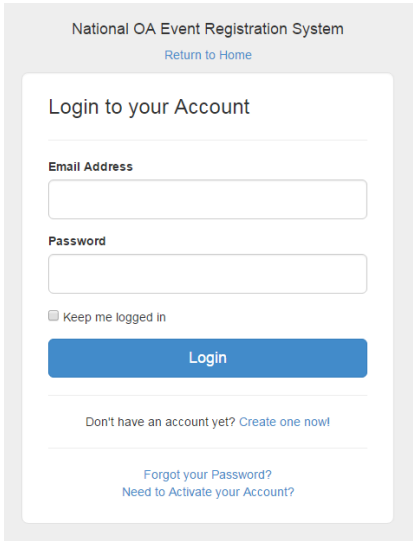 National OA Event Registration System
Return to Home
Login to your Account
Email Address
Password
Keep me logged in
Login
Don't have an account yet? Create one now!
Forgot your Password?
Need to Activate your Account?